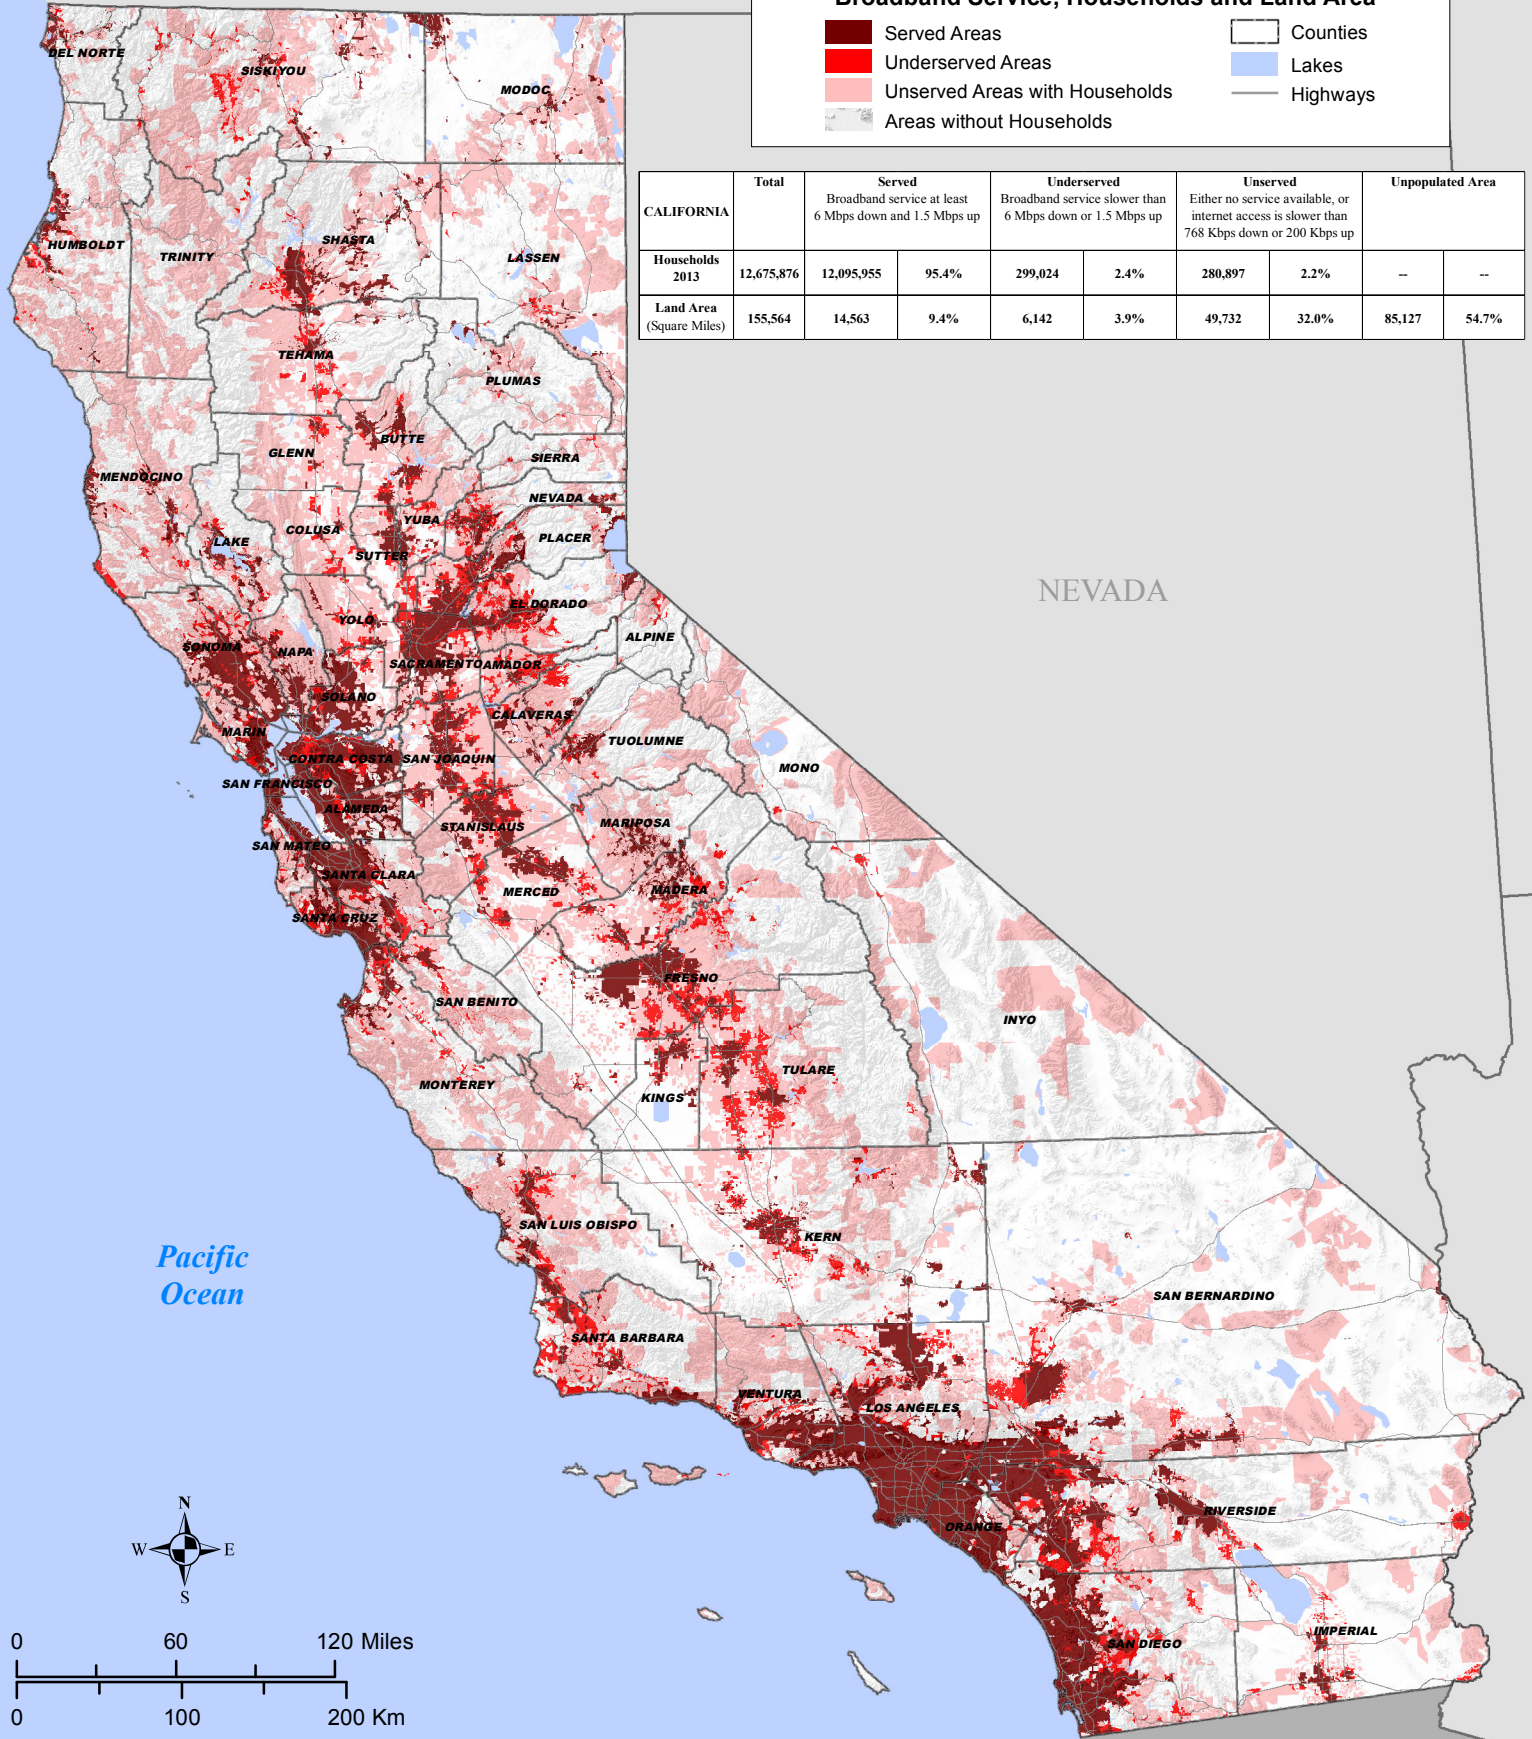 Broadband Service, Households and Land Area
Served Areas
Underserved Areas
Unserved Areas with Households
Areas without Households
Counties
Lakes
Highways
CALIFORNIA
Total
Served
Broadband service at least
6 Mbps down and 1.5 Mbps up
Underserved
Broadband service slower than
6 Mbps down or 1.5 Mbps up
Unserved
Either no service available, or
internet access is slower than
768 Kbps down or 200 Kbps up
Unpopulated Area
Households
2013
12,675,876
12,095,955
95.4%
299,024
2.4%
280,897
2.2%
--
--
Land Area
(Square Miles)
155,564
14,563
9.4%
6,142
3.9%
49,732
32.0%
85,127
54.7%
DEL NORTE
SISKIYOU
MODOC
HUMBOLDT
TRINITY
SHASTA
LASSEN
TEHAMA
PLUMAS
BUTTE
GLENN
SIERRA
MENDOCINO
NEVADA
COLUSA
YUBA
LAKE
SUTTER
PLACER
NEVADA
YOLO
EL DORADO
ALPINE
SONOMA
NAPA
SACRAMENTO
AMADOR
SOLANO
CALAVERAS
MARIN
TUOLUMNE
CONTRA COSTA
SAN JOAQUIN
MONO
SAN FRANCISCO
ALAMEDA
STANISLAUS
MARIPOSA
SAN MATEO
SANTA CLARA
MERCED
MADERA
SANTA CRUZ
FRESNO
SAN BENITO
INYO
MONTEREY
TULARE
KINGS
SAN LUIS OBISPO
KERN
Pacific
Ocean
SAN BERNARDINO
SANTA BARBARA
VENTURA
LOS ANGELES
RIVERSIDE
ORANGE
SAN DIEGO
IMPERIAL
N
W
E
S
0 60 120 Miles
0 100 200 Km